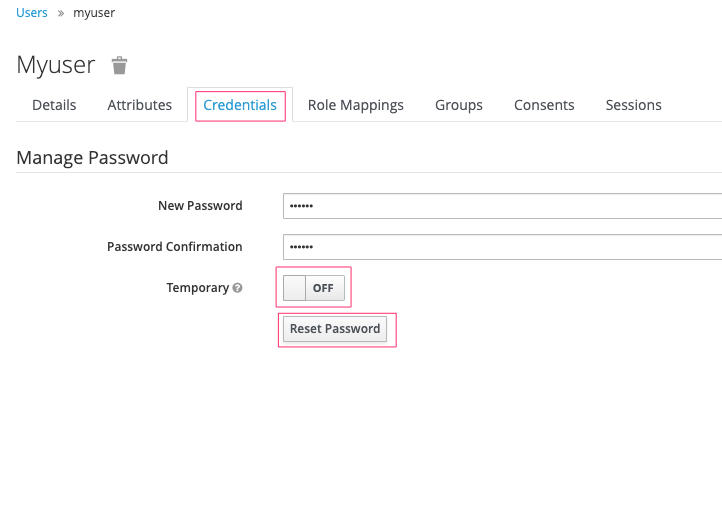 Users » myuser
Myuser
Details Attributes Credentials Role Mappings Groups Consents Sessions
Manage Password
New Password ••••••
Password Confirmation ••••••
Temporary ? OFF
Reset Password